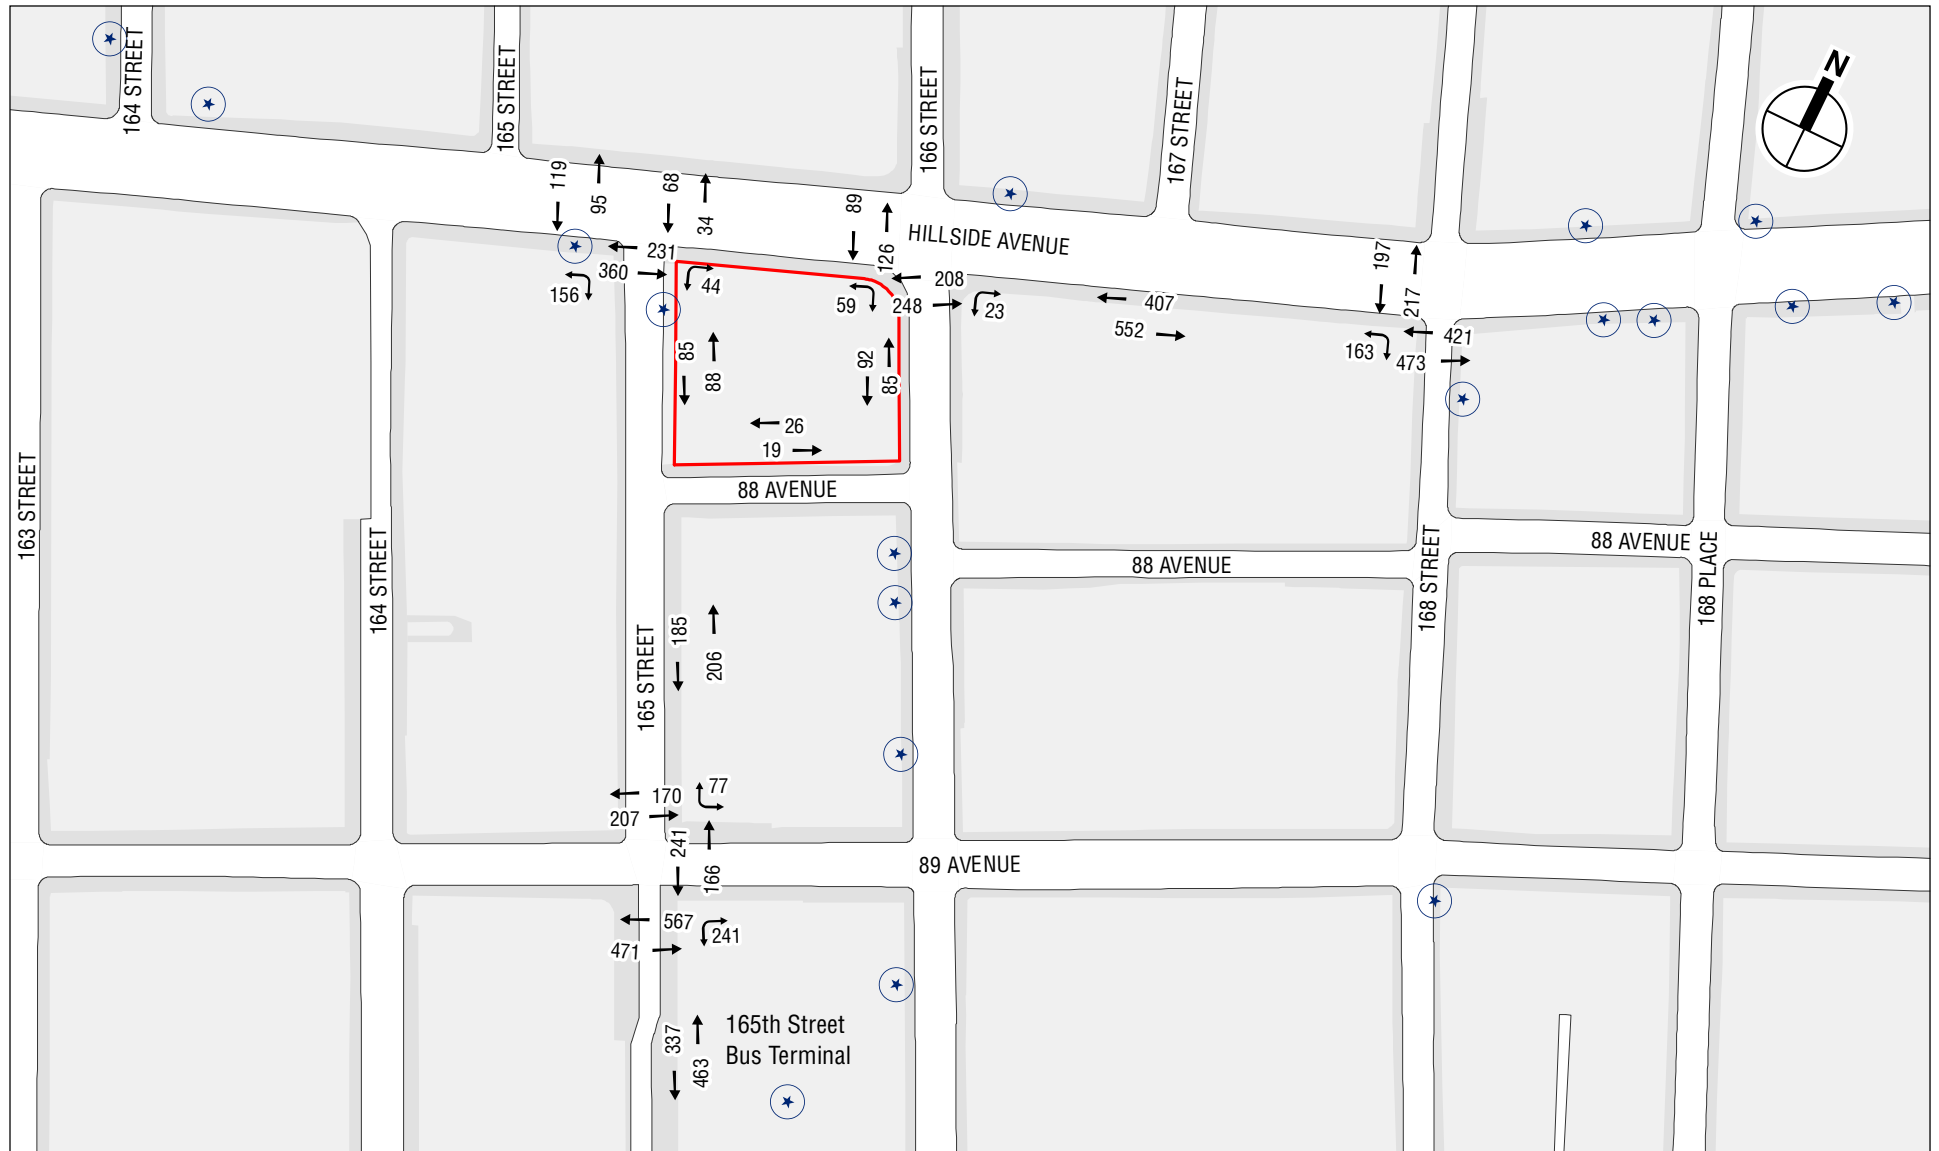 164 STREET
165 STREET
166 STREET
167 STREET
N
119
95
68
34
89
126
HILLSIDE AVENUE
197
217
231
360
156
44
59
208
248
23
407
552
163
421
473
85
88
92
85
26
19
88 AVENUE
163 STREET
164 STREET
165 STREET
88 AVENUE
168 STREET
88 AVENUE
168 PLACE
185
206
170
77
207
241
166
89 AVENUE
567
241
471
337
463
165th Street
Bus Terminal